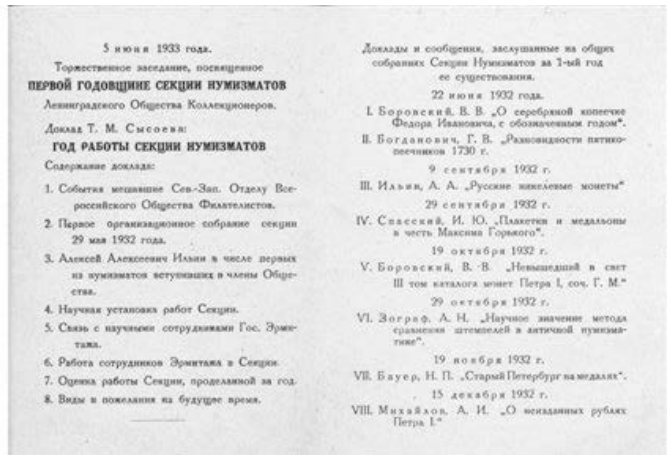 5 июня 1933 года.
Торжественное заседание, посвященное
ПЕРВОЙ ГОДОВЩИНЕ СЕКЦИИ НУМИЗМАТОВ
Ленинградского Общества Коллекционеров.
Доклад Т. М. Сысоева:
ГОД РАБОТЫ СЕКЦИИ НУМИЗМАТОВ
Содержание доклада:
1. События мешавшие Сев.-Зап. Отделу Все-
российского Общества Филателистов.
2. Первое организационное собрание секции
29 мая 1932 года.
3. Алексей Алексеевич Ильин в числе первых
из нумизматов вступивших в члены Обще-
ства.
4. Научная установка работ Секции.
5. Связь с научными сотрудниками Гос. Эрми-
тажа.
6. Работа сотрудников Эрмитажа в Секции.
7. Оценка работы Секции, проделанной за год.
8. Виды и пожелания на будущее время.
Доклады и сообщения, заслушанные на общих
собраниях Секции Нумизматов за 1-ый год
ее существования.
22 июня 1932 года.
I. Боровский, В. В. „О серебряной копеечке
Федора Ивановича, с обозначенным годом".
II. Богданович, Г. В. „Разновидности пятико-
пеечников 1730 г.
9 сентября 1932 г.
III. Ильин, А. А. „Русские никелевые монеты"
29 сентября 1932 г.
IV. Спасский, И. Ю. „Плакетки и медальоны
в честь Максима Горького".
19 октября 1932 г.
V. Боровский, В. В. „Невышедший в свет
III том каталога монет Петра I, соч. Г. М."
29 октября 1932 г.
VI. Зограф, А. Н. „Научное значение метода
сравнения штемпелей в античной нумизма-
тике".
19 ноября 1932 г.
VII. Бауер, Н. П. „Старый Петербург на медалях".
15 декабря 1932 г.
VIII. Михайлов, А. И. „О неизданных рублях
Петра I."